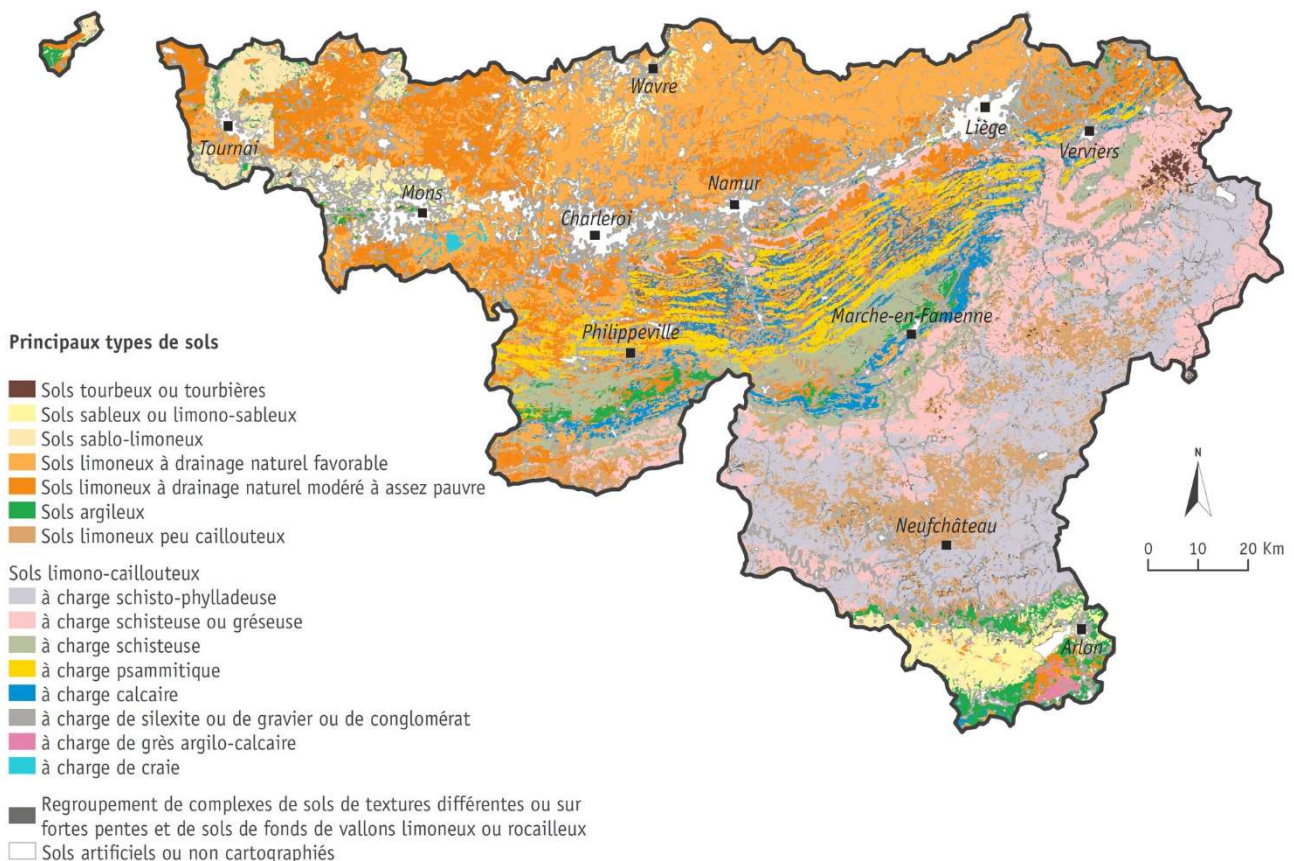 Wavre
Liège
Tournai
Verviers
Namur
Mons
Charleroi
Marche-en-Famenne
Philippeville
Neufchâteau
Arlon
N
0 10 20 Km
Principaux types de sols
Sols tourbeux ou tourbières
Sols sableux ou limono-sableux
Sols sablo-limoneux
Sols limoneux à drainage naturel favorable
Sols limoneux à drainage naturel modéré à assez pauvre
Sols argileux
Sols limoneux peu caillouteux
Sols limono-caillouteux
à charge schisto-phylladeuse
à charge schisteuse ou gréseuse
à charge schisteuse
à charge psammitique
à charge calcaire
à charge de silexite ou de gravier ou de conglomérat
à charge de grès argilo-calcaire
à charge de craie
Regroupement de complexes de sols de textures différentes ou sur
fortes pentes et de sols de fonds de vallons limoneux ou rocailleux
Sols artificiels ou non cartographiés